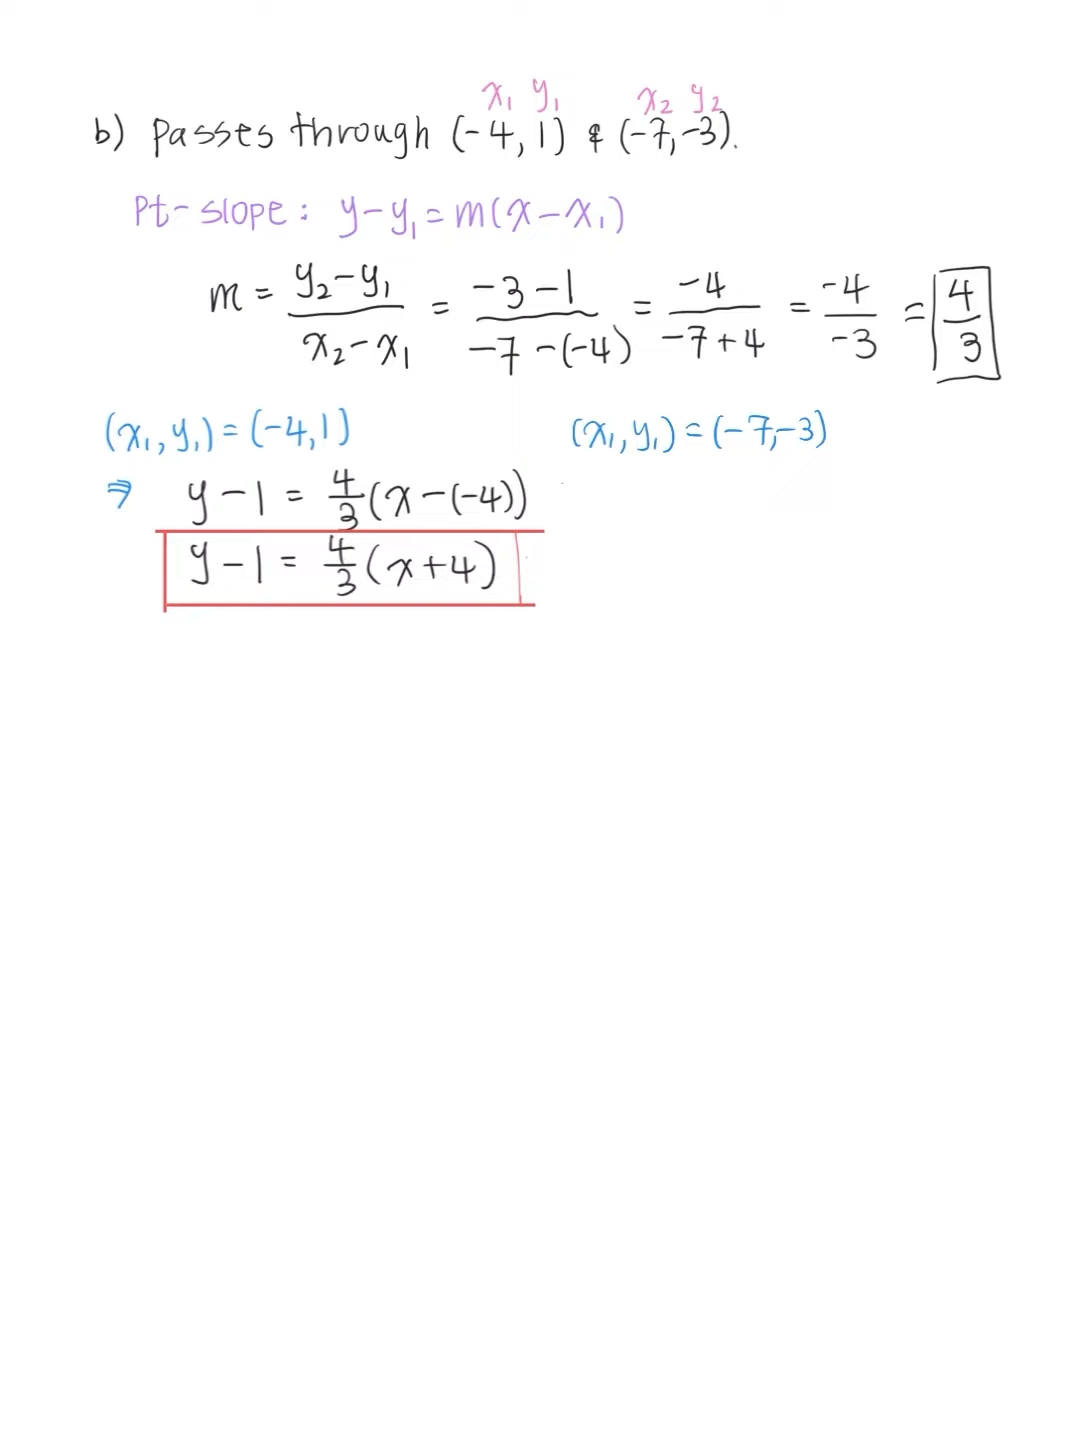 x₁ y₁ x₂ y₂
b) passes through (-4, 1) & (-7, -3).
Pt-slope: y-y₁ = m(x-x₁)
m = (y₂-y₁)/(x₂-x₁) = (-3-1)/(-7-(-4)) = (-4)/(-7+4) = (-4)/(-3) = 4/3
(x₁, y₁) = (-4, 1) (x₁, y₁) = (-7, -3)
⇒ y-1 = 4/3(x-(-4))
y-1 = 4/3(x+4)